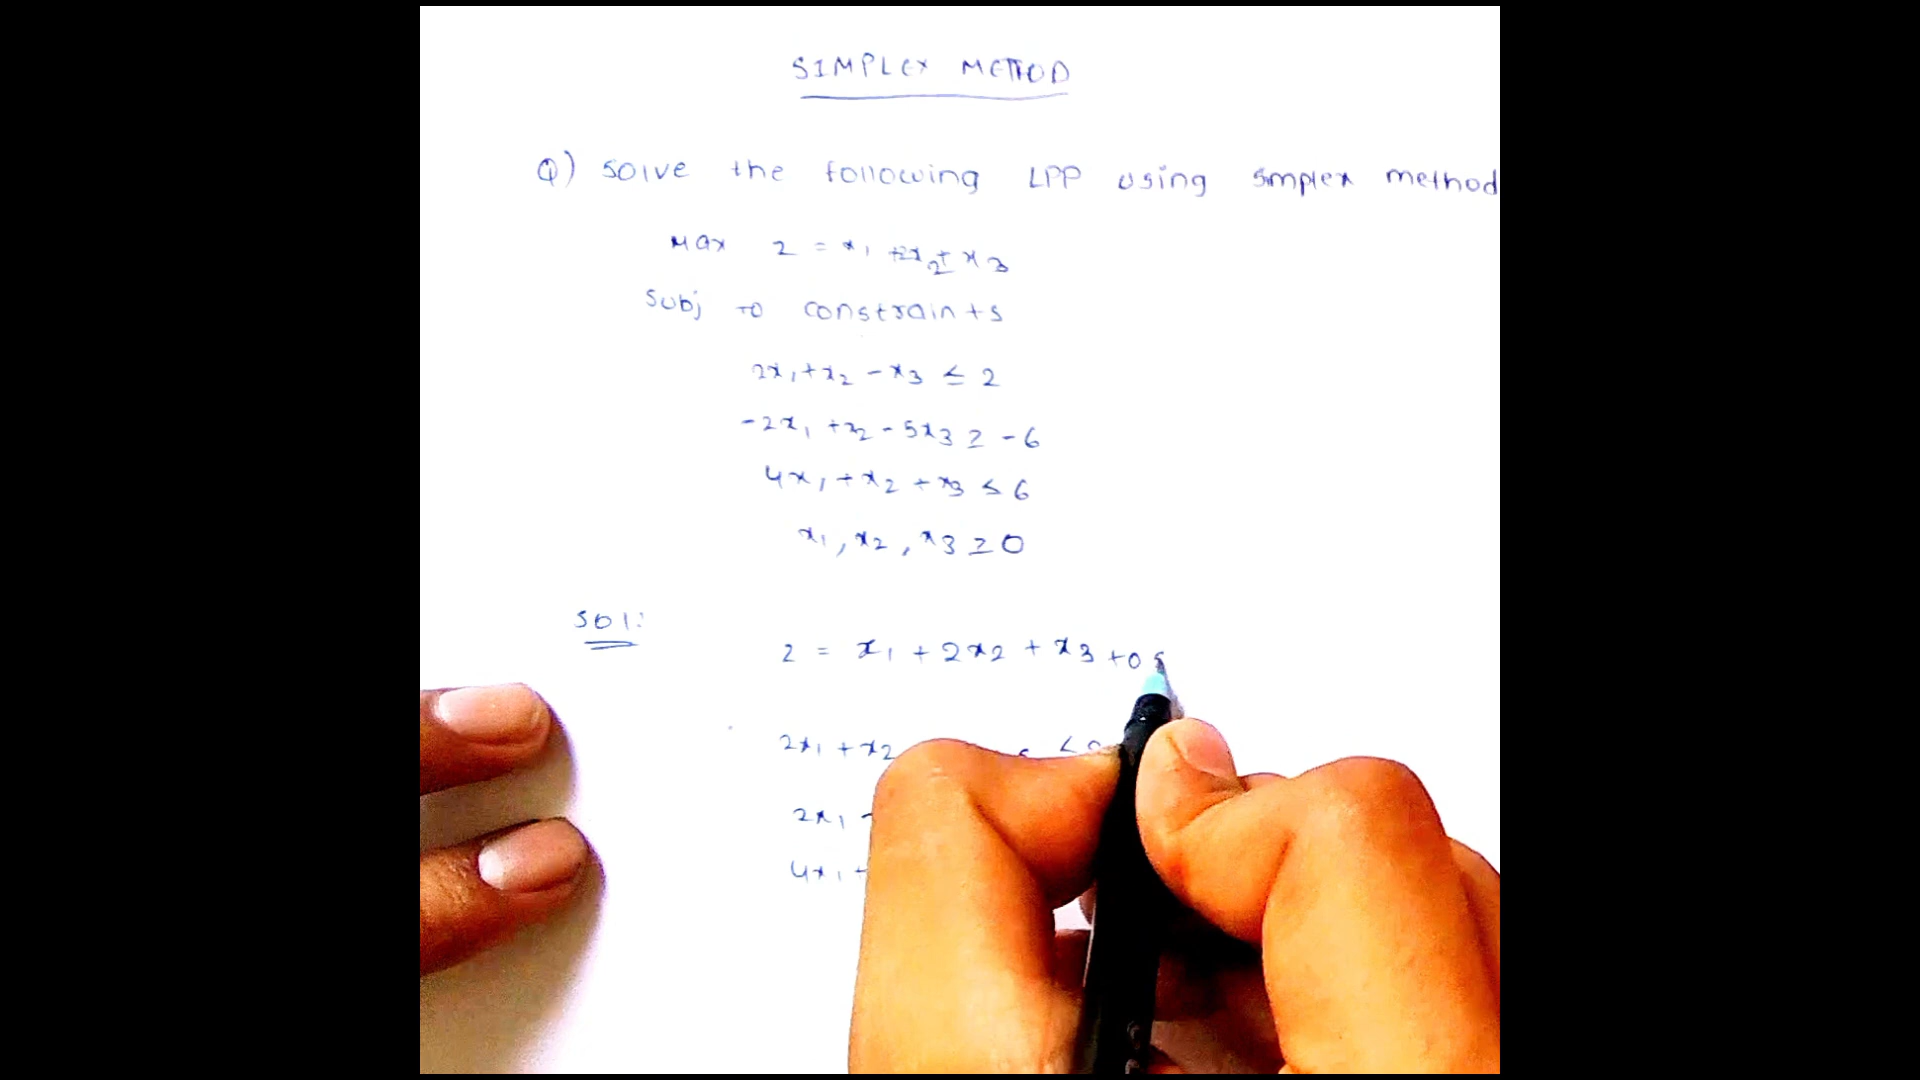 SIMPLEX METHOD
Q) solve the following LPP using simplex method
Max Z = x1 + 2x2 + x3
Subj to constraints
2x1 + x2 - x3 ≤ 2
-2x1 + x2 - 5x3 ≥ -6
4x1 + x2 + x3 ≤ 6
x1, x2, x3 ≥ 0
Sol:
Z = x1 + 2x2 + x3 + 0s
2x1 + x2
2x1 -
4x1 +